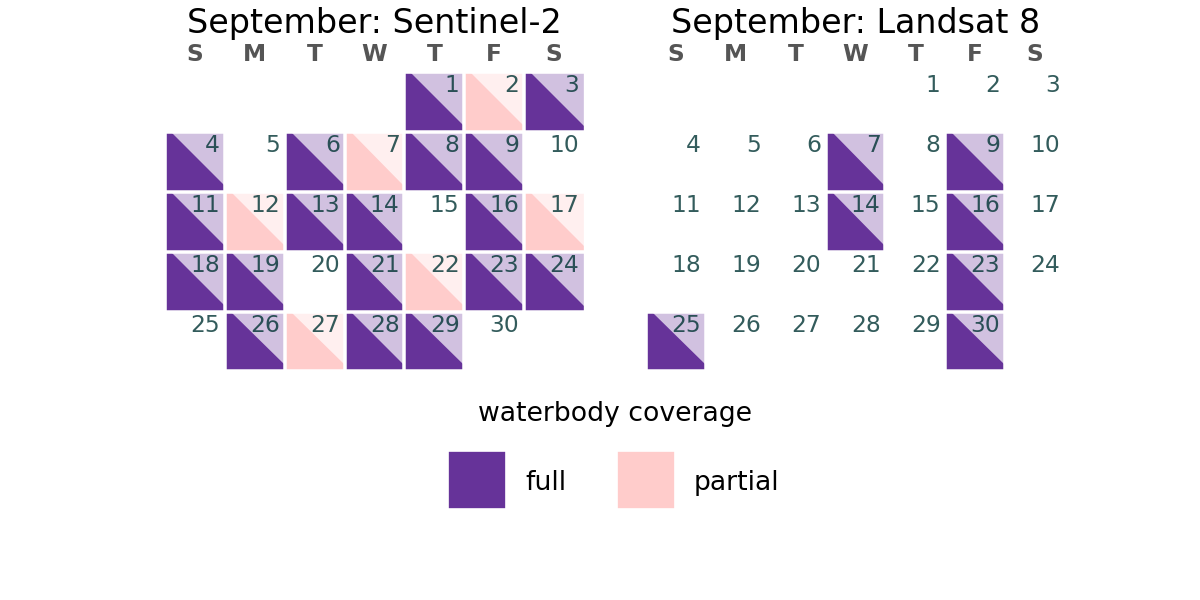 September: Sentinel-2
S M T W T F S
1 2 3
4 5 6 7 8 9 10
11 12 13 14 15 16 17
18 19 20 21 22 23 24
25 26 27 28 29 30
September: Landsat 8
S M T W T F S
1 2 3
4 5 6 7 8 9 10
11 12 13 14 15 16 17
18 19 20 21 22 23 24
25 26 27 28 29 30
waterbody coverage
full partial